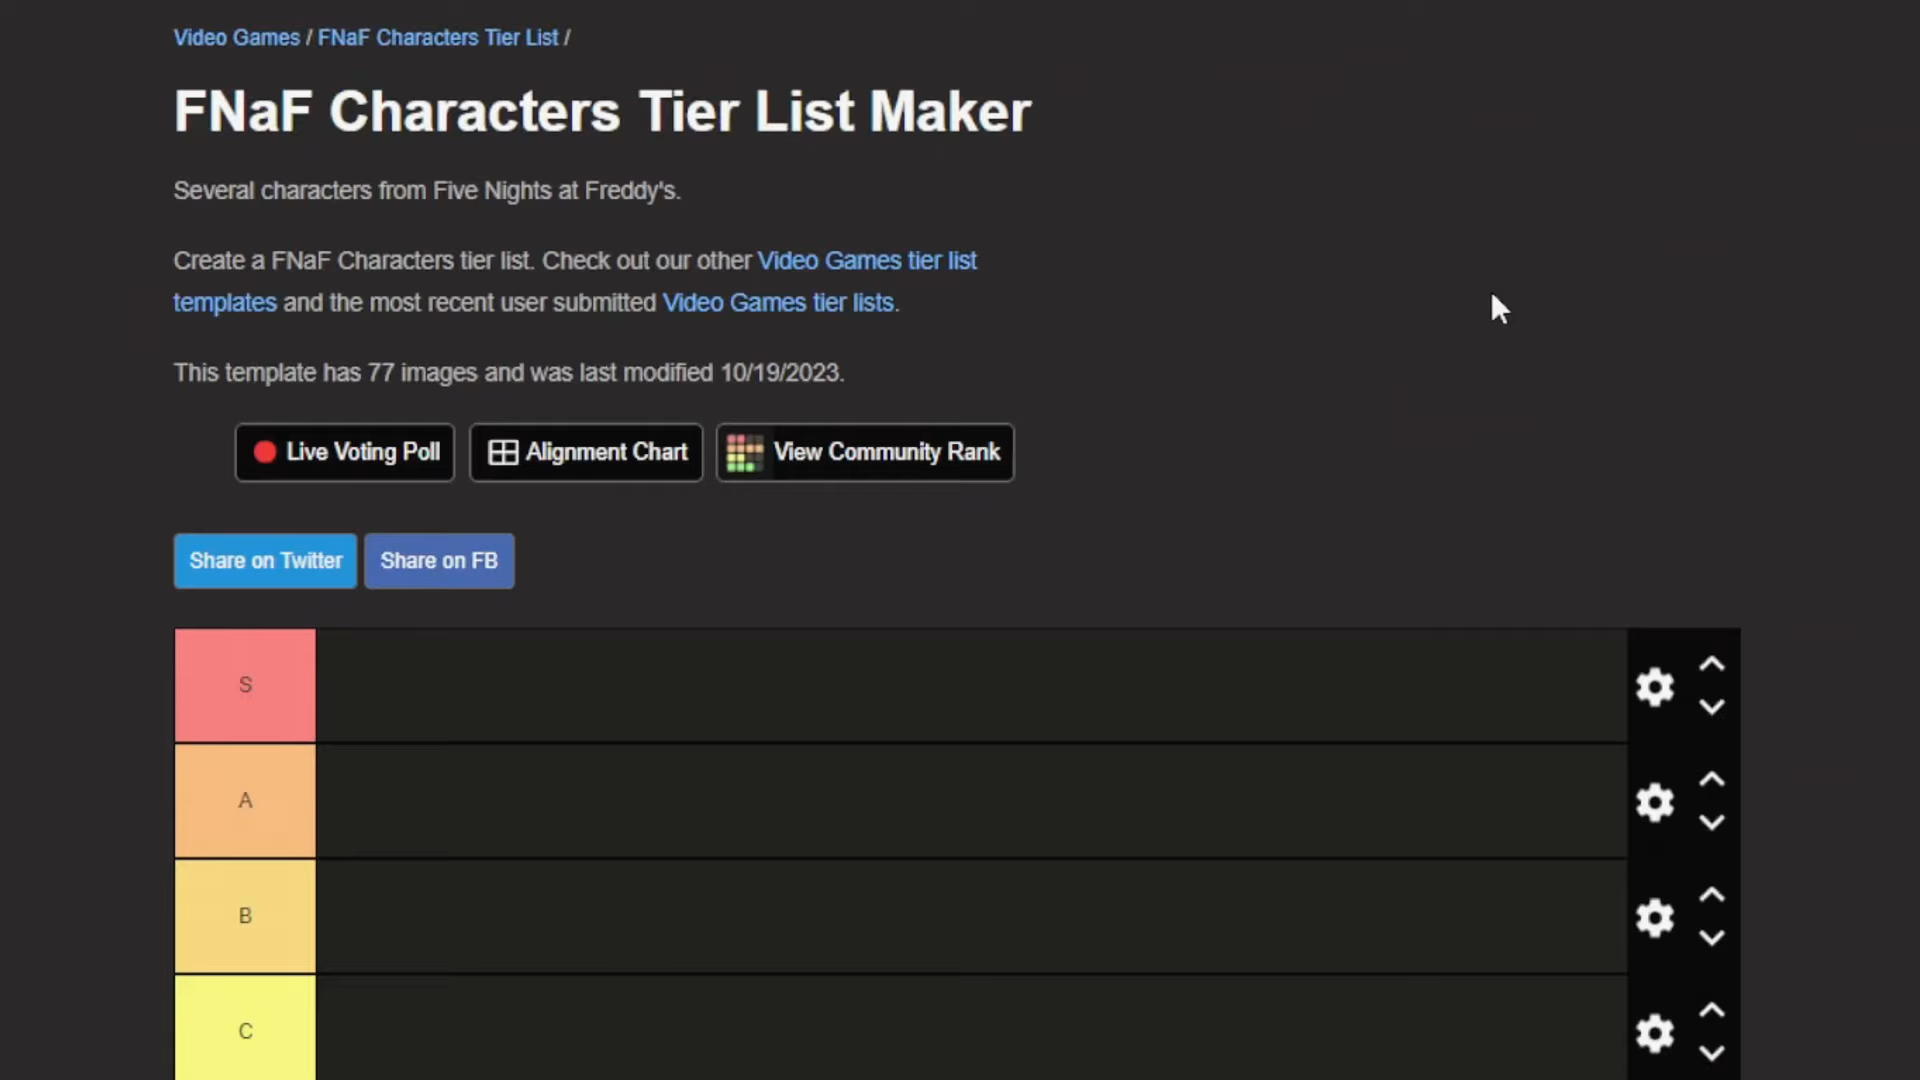 Video Games / FNaF Characters Tier List /
FNaF Characters Tier List Maker
Several characters from Five Nights at Freddy's.
Create a FNaF Characters tier list. Check out our other Video Games tier list
templates and the most recent user submitted Video Games tier lists.
This template has 77 images and was last modified 10/19/2023.
Live Voting Poll Alignment Chart View Community Rank
Share on Twitter Share on FB
S
A
B
C